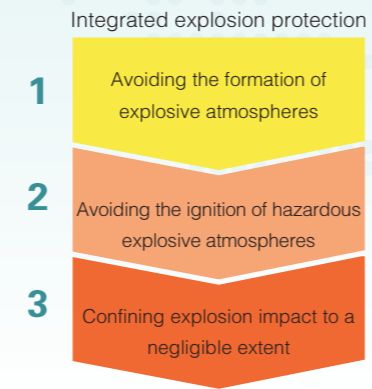 Integrated explosion protection
1
Avoiding the formation of
explosive atmospheres
2
Avoiding the ignition of hazardous
explosive atmospheres
3
Confining explosion impact to a
negligible extent